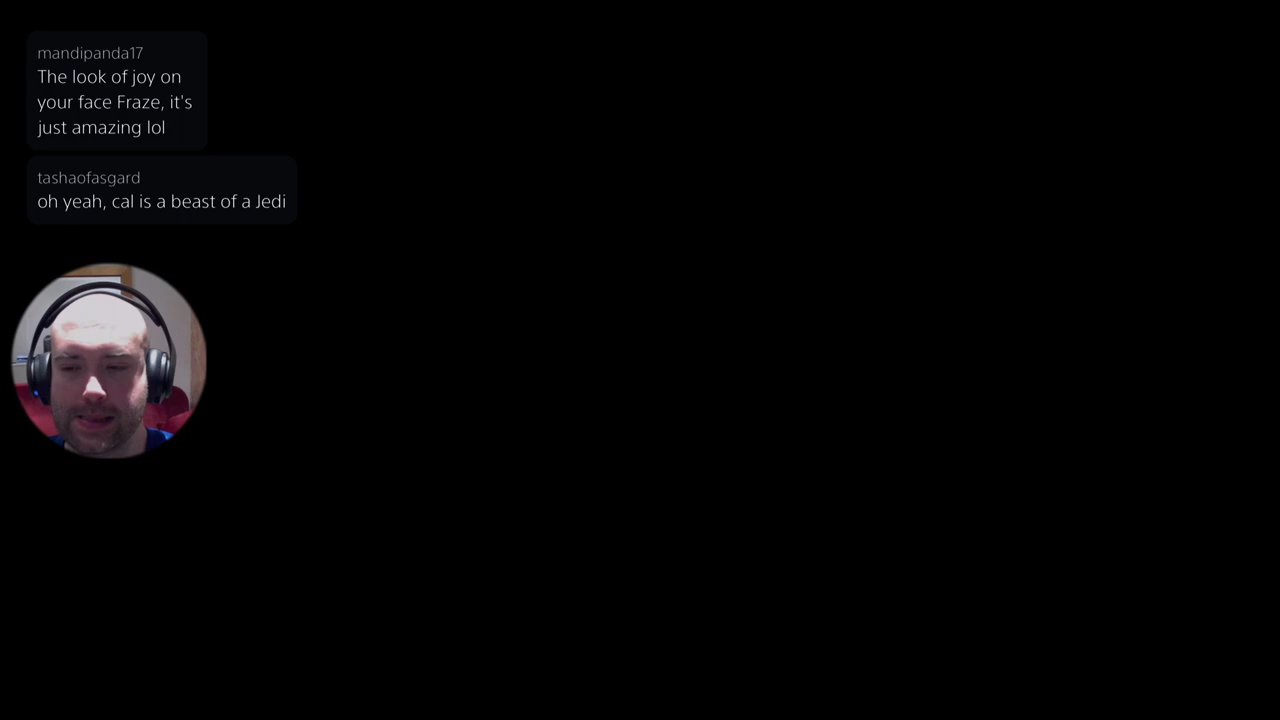 mandipanda17
The look of joy on
your face Fraze, it's
just amazing lol
tashaofasgard
oh yeah, cal is a beast of a Jedi